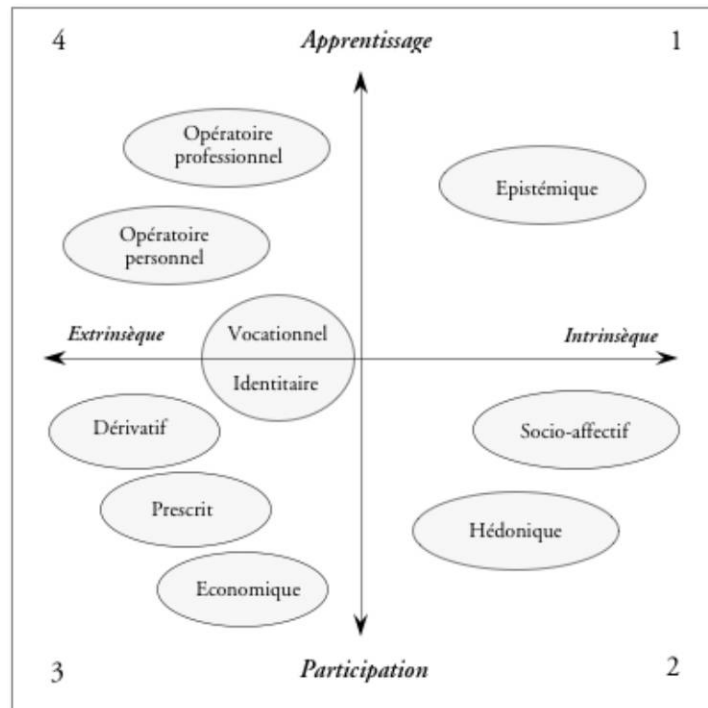 4
Apprentissage
1
Opératoire
professionnel
Epistémique
Opératoire
personnel
Extrinsèque
Vocationnel
Intrinsèque
Identitaire
Dérivatif
Socio-affectif
Prescrit
Hédonique
Economique
3
Participation
2